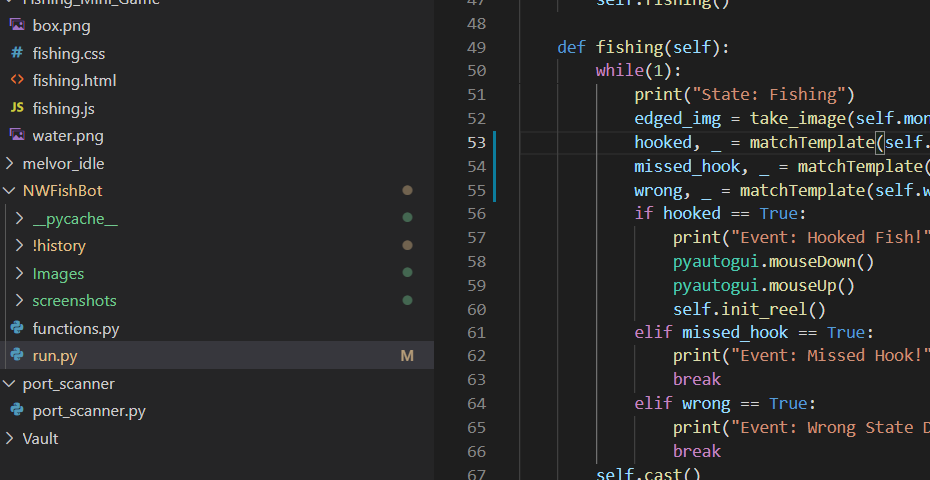 Fishing_Mini_Game
box.png
# fishing.css
<> fishing.html
JS fishing.js
water.png
melvor_idle
NWFishBot
__pycache__
!history
Images
screenshots
functions.py
run.py M
port_scanner
port_scanner.py
Vault
47 self.fishing()
48
49 def fishing(self):
50 while(1):
51 print("State: Fishing")
52 edged_img = take_image(self.mon
53 hooked, _ = matchTemplate(self.
54 missed_hook, _ = matchTemplate(
55 wrong, _ = matchTemplate(self.w
56 if hooked == True:
57 print("Event: Hooked Fish!"
58 pyautogui.mouseDown()
59 pyautogui.mouseUp()
60 self.init_reel()
61 elif missed_hook == True:
62 print("Event: Missed Hook!"
63 break
64 elif wrong == True:
65 print("Event: Wrong State D
66 break
67 self.cast()